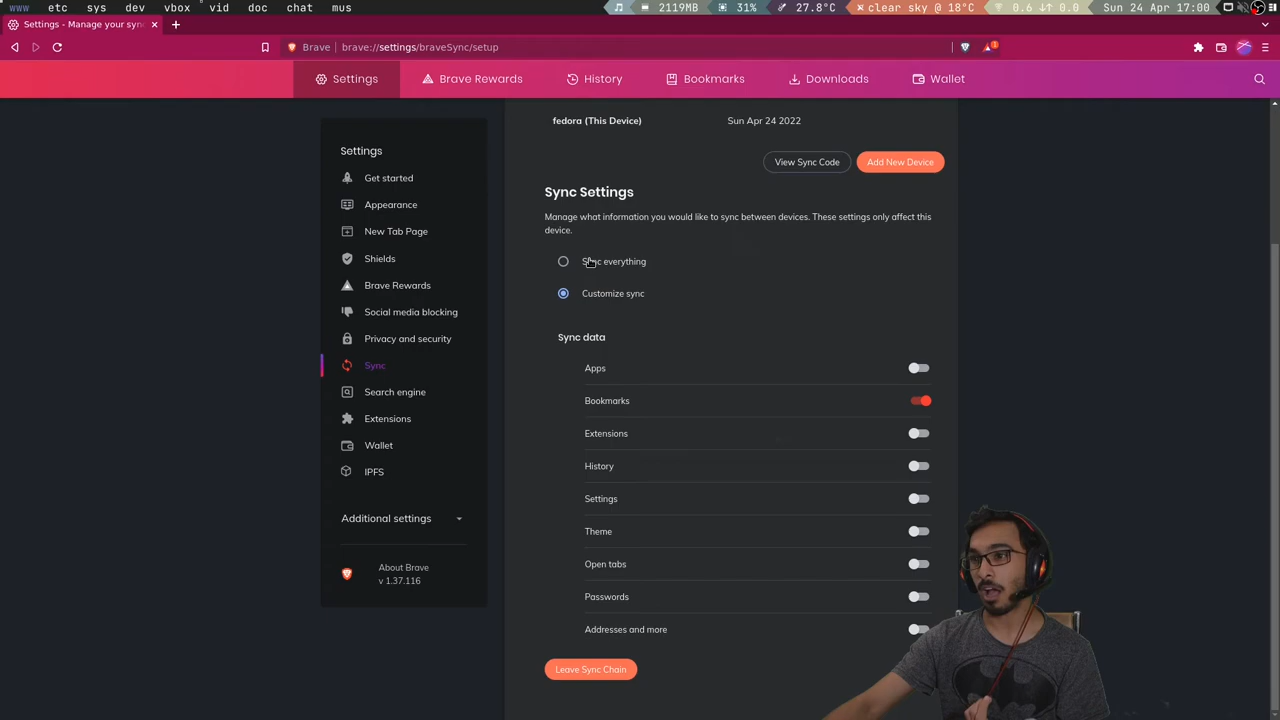 www etc sys dev vbox vid doc chat mus
2119MB 31% 27.8°C clear sky @ 18°C 0.6 ↓↑ 0.0 Sun 24 Apr 17:00
Settings - Manage your sync
Brave brave://settings/braveSync/setup
1
Settings Brave Rewards History Bookmarks Downloads Wallet
fedora (This Device) Sun Apr 24 2022
View Sync Code Add New Device
Settings
Get started
Appearance
New Tab Page
Shields
Brave Rewards
Social media blocking
Privacy and security
Sync
Search engine
Extensions
Wallet
IPFS
Additional settings
About Brave
v 1.37.116
Sync Settings
Manage what information you would like to sync between devices. These settings only affect this
device.
Sync everything
Customize sync
Sync data
Apps
Bookmarks
Extensions
History
Settings
Theme
Open tabs
Passwords
Addresses and more
Leave Sync Chain